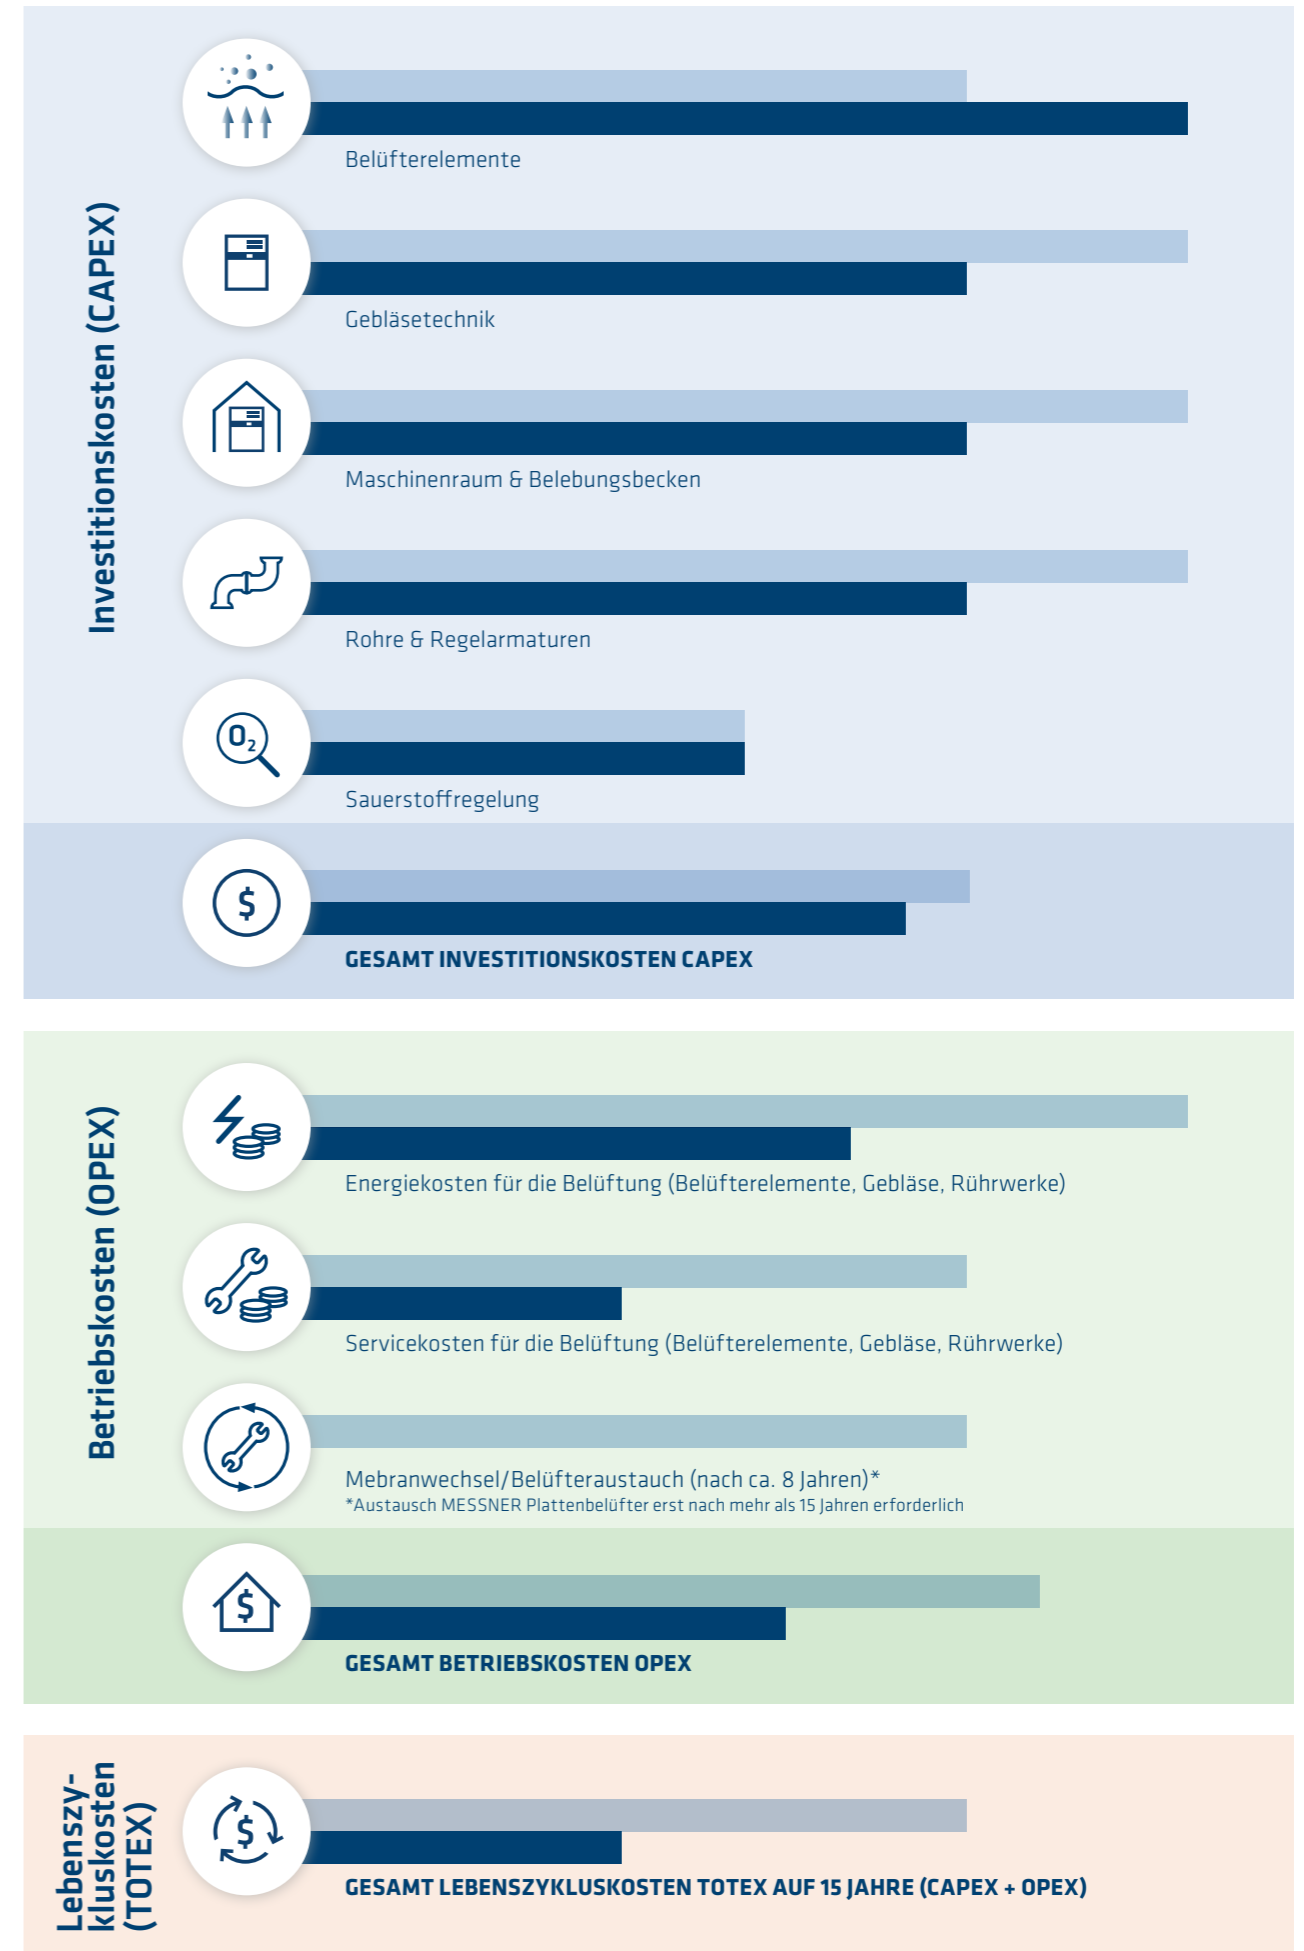 Investitionskosten (CAPEX)
Belüfterelemente
Gebläsetechnik
Maschinenraum & Belebungsbecken
Rohre & Regelarmaturen
O₂
Sauerstoffregelung
$
GESAMT INVESTITIONSKOSTEN CAPEX
Betriebskosten (OPEX)
Energiekosten für die Belüftung (Belüfterelemente, Gebläse, Rührwerke)
Servicekosten für die Belüftung (Belüfterelemente, Gebläse, Rührwerke)
Mebranwechsel/Belüfteraustauch (nach ca. 8 Jahren)*
*Austausch MESSNER Plattenbelüfter erst nach mehr als 15 Jahren erforderlich
$
GESAMT BETRIEBSKOSTEN OPEX
Lebenszy-
kluskosten
(TOTEX)
$
GESAMT LEBENSZYKLUSKOSTEN TOTEX AUF 15 JAHRE (CAPEX + OPEX)